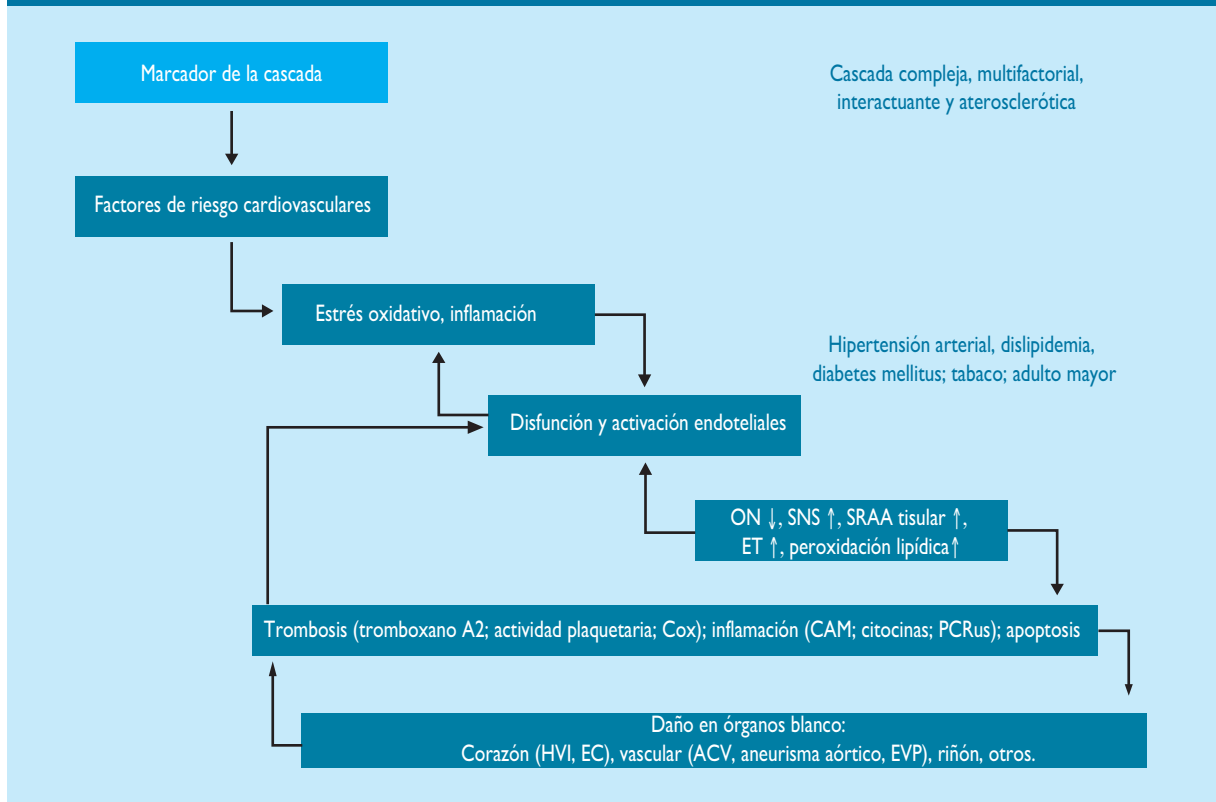 Marcador de la cascada
Cascada compleja, multifactorial,
interactuante y aterosclerótica
Factores de riesgo cardiovasculares
Estrés oxidativo, inflamación
Hipertensión arterial, dislipidemia,
diabetes mellitus; tabaco; adulto mayor
Disfunción y activación endoteliales
ON ↓, SNS ↑, SRAA tisular ↑,
ET ↑, peroxidación lipídica↑
Trombosis (tromboxano A2; actividad plaquetaria; Cox); inflamación (CAM; citocinas; PCRus); apoptosis
Daño en órganos blanco:
Corazón (HVI, EC), vascular (ACV, aneurisma aórtico, EVP), riñón, otros.